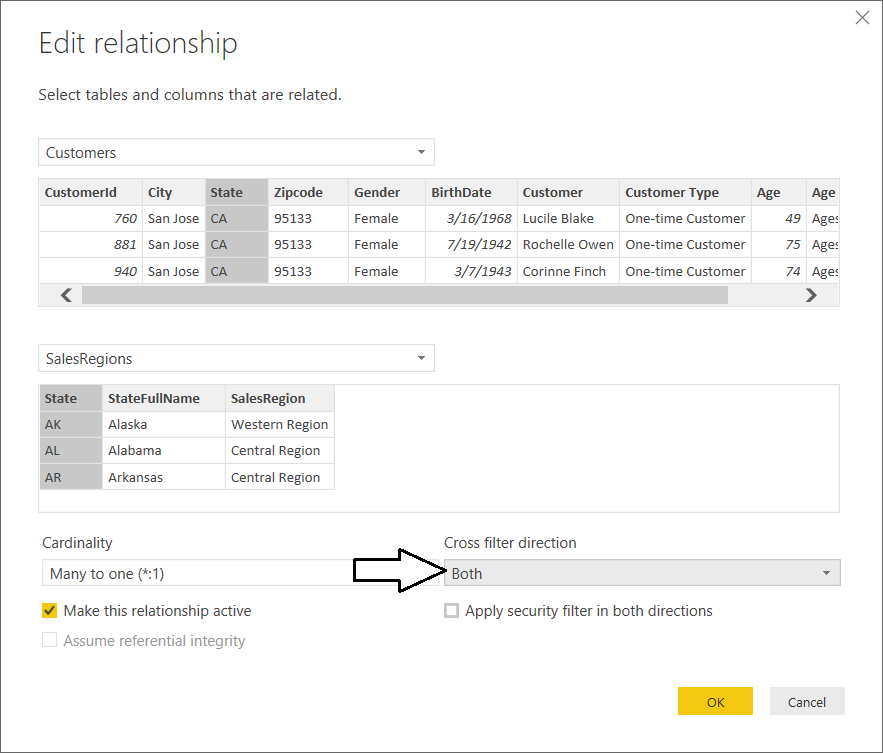 Edit relationship
Select tables and columns that are related.
Customers
CustomerId City State Zipcode Gender BirthDate Customer Customer Type Age Age
760 San Jose CA 95133 Female 3/16/1968 Lucile Blake One-time Customer 49 Ages
881 San Jose CA 95133 Female 7/19/1942 Rochelle Owen One-time Customer 75 Ages
940 San Jose CA 95133 Female 3/7/1943 Corinne Finch One-time Customer 74 Ages
SalesRegions
State StateFullName SalesRegion
AK Alaska Western Region
AL Alabama Central Region
AR Arkansas Central Region
Cardinality Cross filter direction
Many to one (*:1) Both
Make this relationship active Apply security filter in both directions
Assume referential integrity
OK Cancel